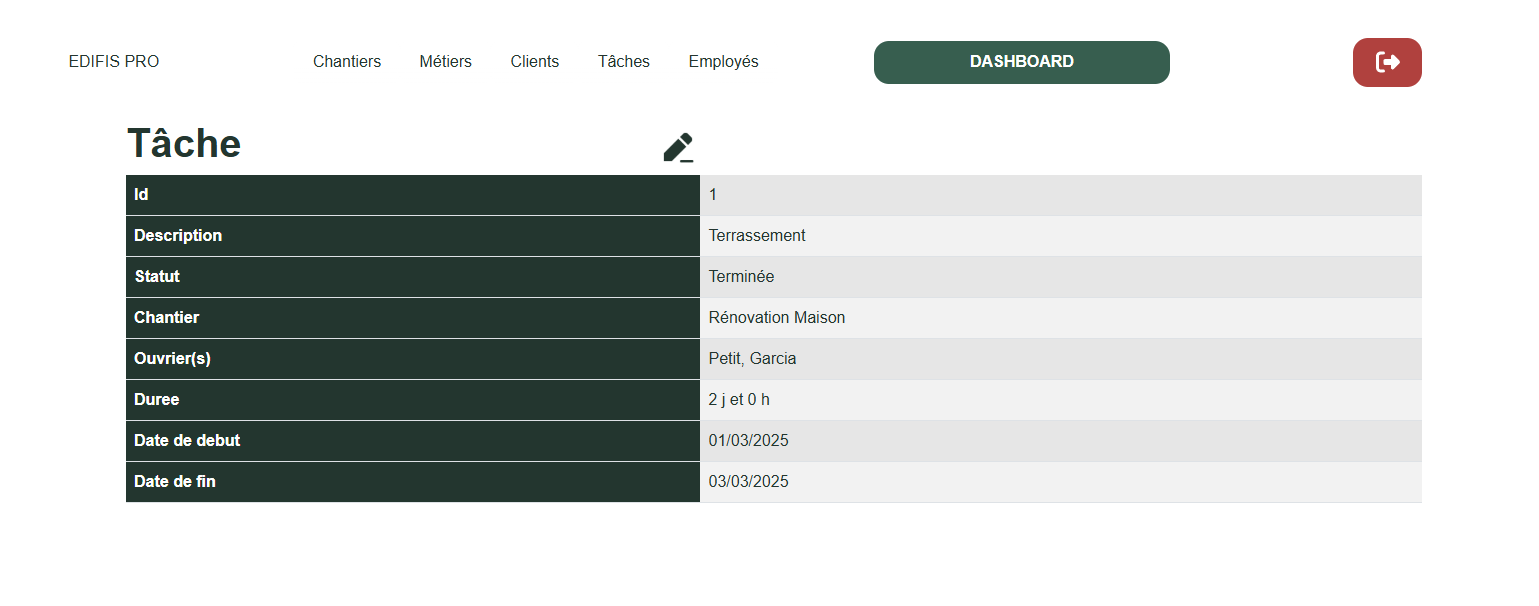 EDIFIS PRO Chantiers Métiers Clients Tâches Employés DASHBOARD
Tâche
Id 1
Description Terrassement
Statut Terminée
Chantier Rénovation Maison
Ouvrier(s) Petit, Garcia
Duree 2 j et 0 h
Date de debut 01/03/2025
Date de fin 03/03/2025